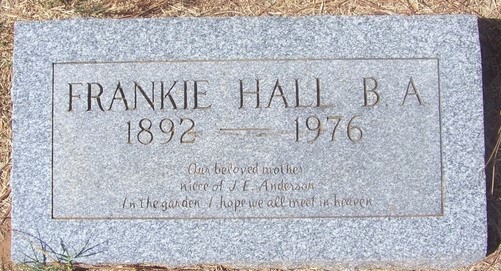 FRANKIE HALL B. A
1892 — 1976
Our beloved mother
niece of J. E. Anderson
In the garden I hope we all meet in heaven